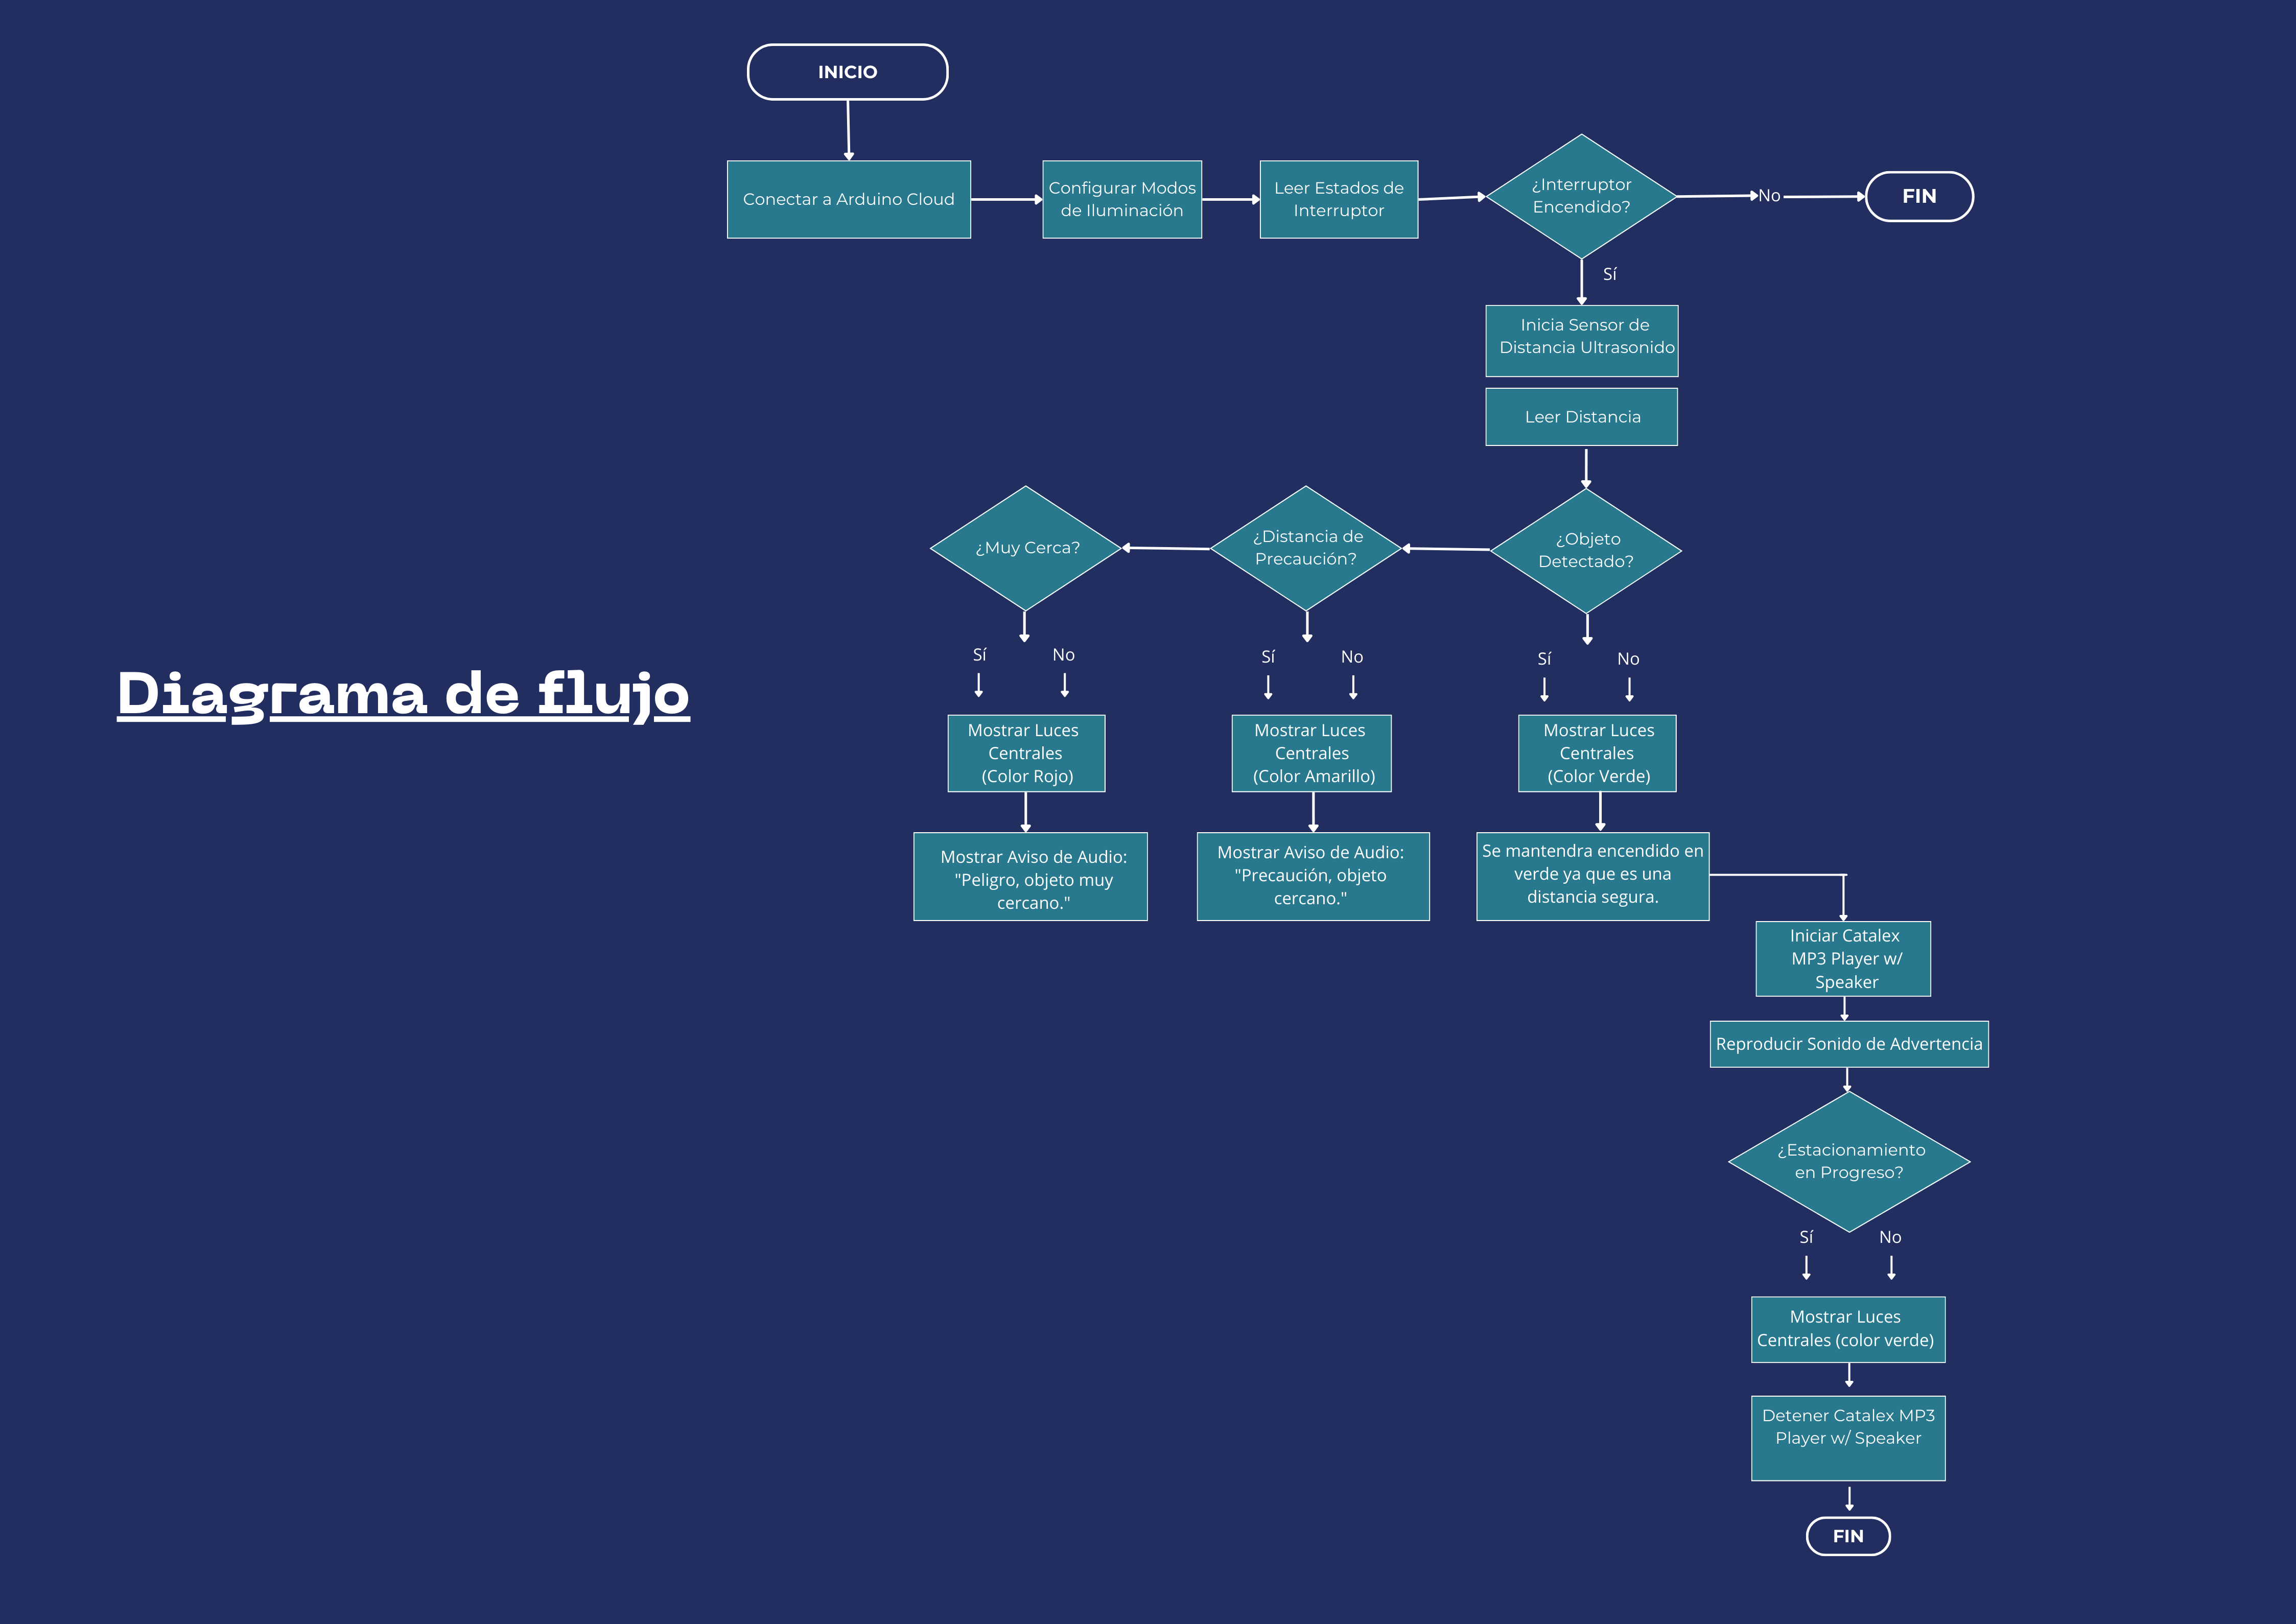 INICIO
Conectar a Arduino Cloud
Configurar Modos
de Iluminación
Leer Estados de
Interruptor
¿Interruptor
Encendido?
No
FIN
Sí
Inicia Sensor de
Distancia Ultrasonido
Leer Distancia
¿Muy Cerca?
¿Distancia de
Precaución?
¿Objeto
Detectado?
Sí
No
Sí
No
Sí
No
Diagrama de flujo
Mostrar Luces
Centrales
(Color Rojo)
Mostrar Luces
Centrales
(Color Amarillo)
Mostrar Luces
Centrales
(Color Verde)
Mostrar Aviso de Audio:
"Peligro, objeto muy
cercano."
Mostrar Aviso de Audio:
"Precaución, objeto
cercano."
Se mantendra encendido en
verde ya que es una
distancia segura.
Iniciar Catalex
MP3 Player w/
Speaker
Reproducir Sonido de Advertencia
¿Estacionamiento
en Progreso?
Sí
No
Mostrar Luces
Centrales (color verde)
Detener Catalex MP3
Player w/ Speaker
FIN